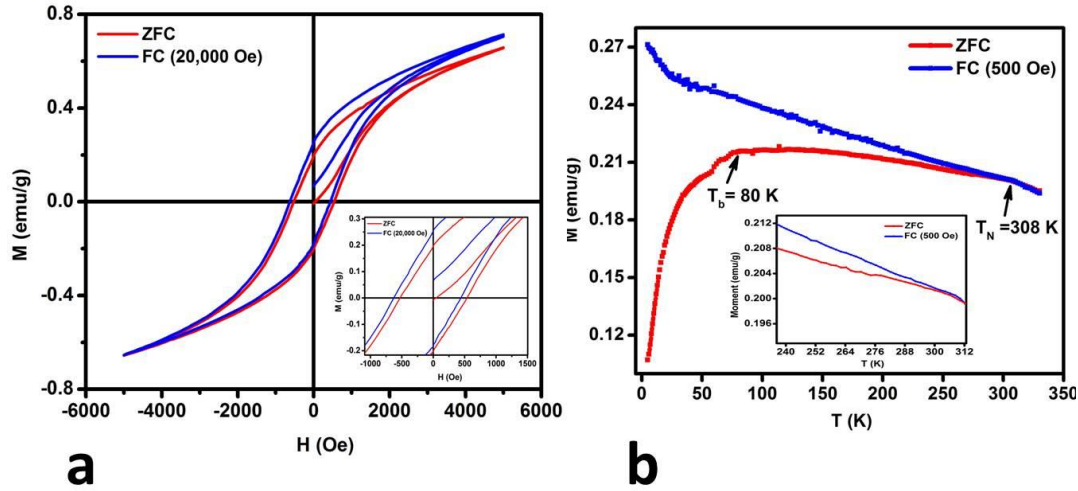 0.8
0.4
0.0
-0.4
-0.8
M (emu/g)
ZFC
FC (20,000 Oe)
-6000 -4000 -2000 0 2000 4000 6000
H (Oe)
0.3
0.2
0.1
0.0
-0.1
-0.2
M (emu/g)
ZFC
FC (20,000 Oe)
-1000 -500 0 500 1000 1500
H (Oe)
a
0.27
0.24
0.21
0.18
0.15
0.12
M (emu/g)
ZFC
FC (500 Oe)
T_b = 80 K
T_N =308 K
0 50 100 150 200 250 300 350
T (K)
0.212
0.208
0.204
0.200
0.196
Moment (emu/g)
ZFC
FC (500 Oe)
240 252 264 276 288 300 312
T (K)
b